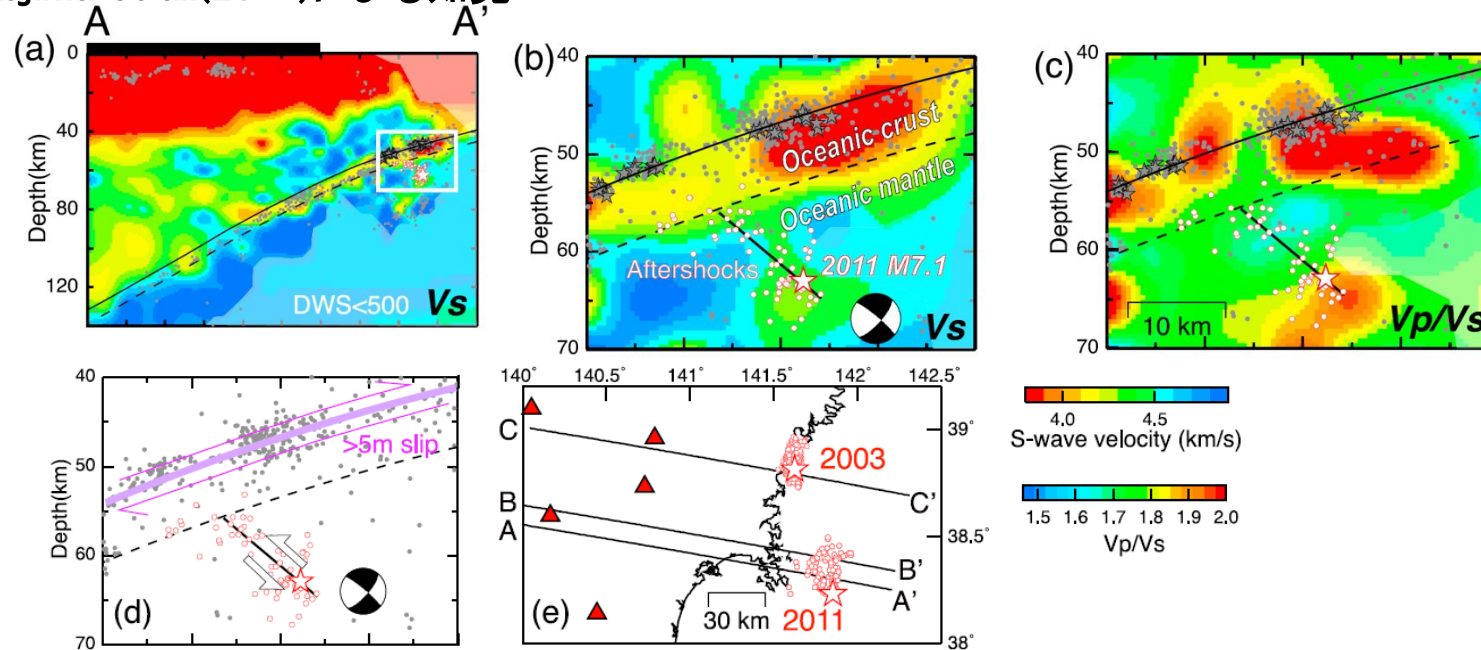 A A'
(a)
0
40
80
120
Depth(km)
DWS<500 Vs
(b)
40
50
60
70
Depth(km)
Oceanic crust
Oceanic mantle
Aftershocks
2011 M7.1
Vs
(c)
40
50
60
70
Depth(km)
10 km
Vp/Vs
(d)
40
50
60
70
Depth(km)
>5m slip
140° 140.5° 141° 141.5° 142° 142.5°
C
2003
39°
C'
B
A
38.5°
B'
A'
(e)
30 km
2011
38°
4.0 4.5
S-wave velocity (km/s)
1.5 1.6 1.7 1.8 1.9 2.0
Vp/Vs